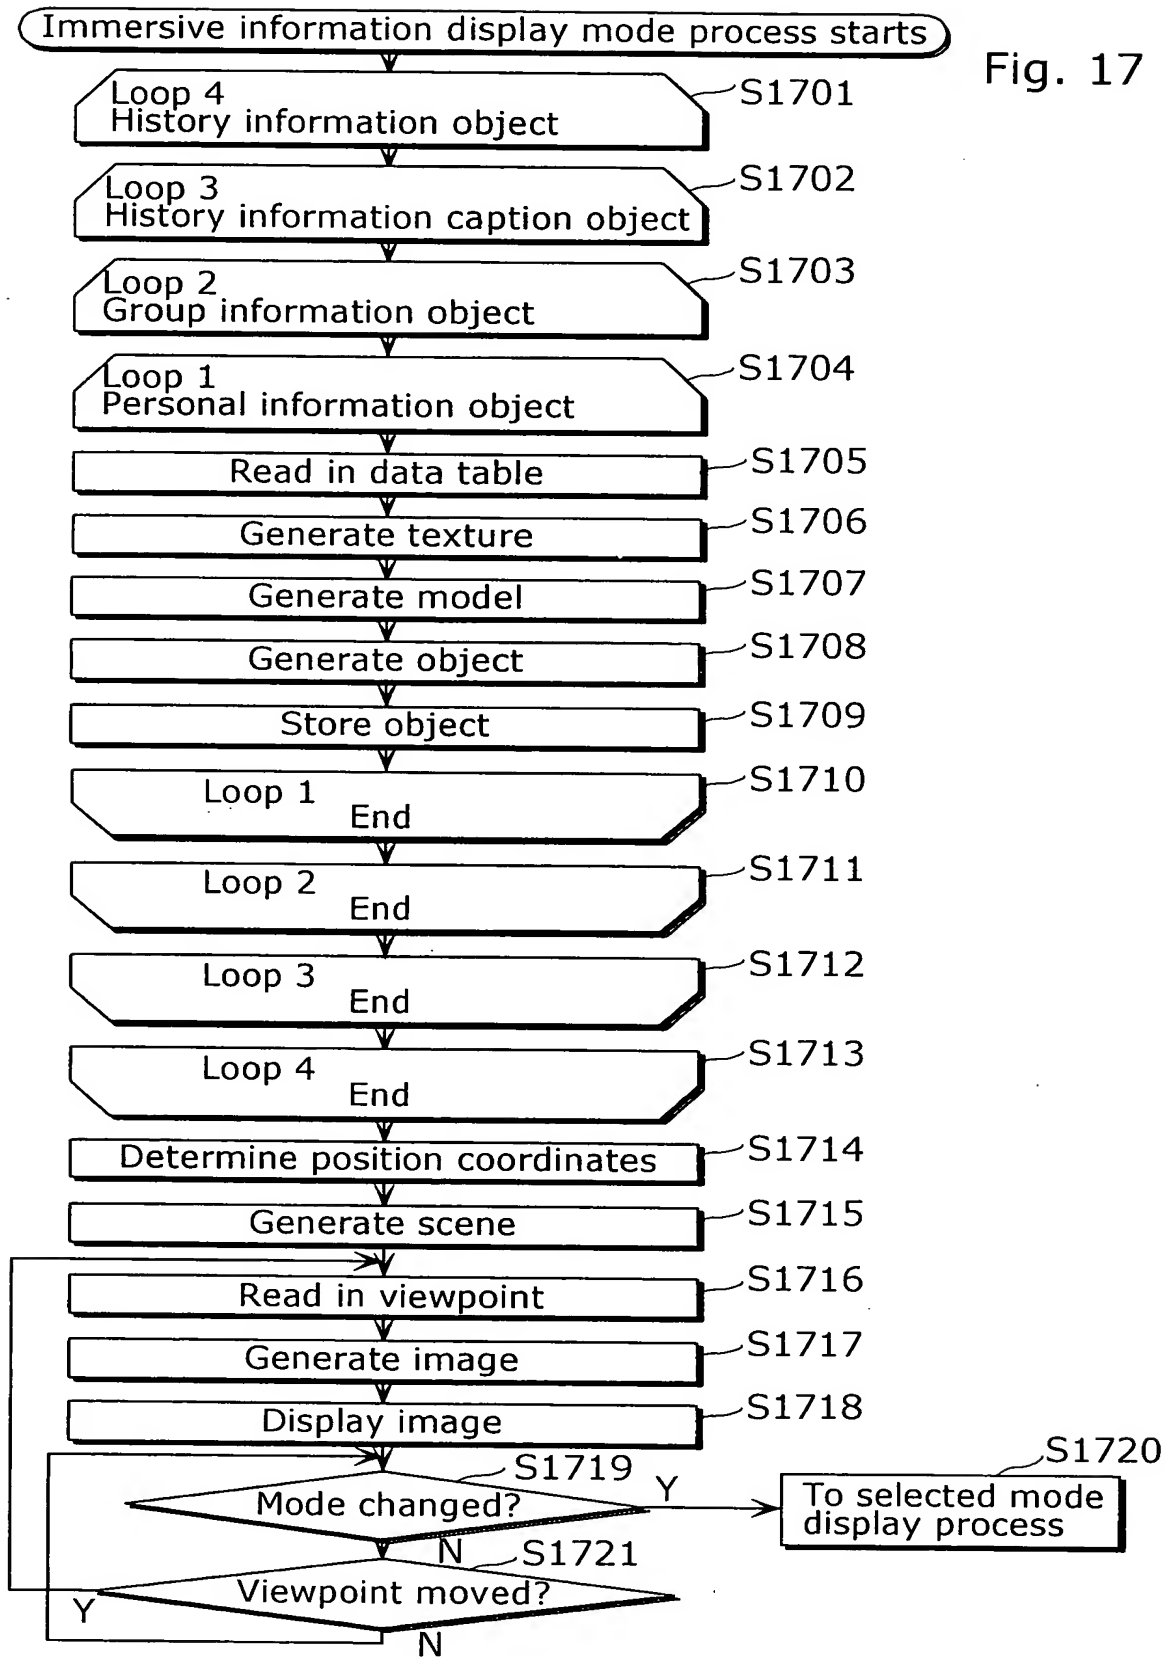 Immersive information display mode process starts
Fig. 17
Loop 4
History information object
S1701
Loop 3
History information caption object
S1702
Loop 2
Group information object
S1703
Loop 1
Personal information object
S1704
Read in data table
S1705
Generate texture
S1706
Generate model
S1707
Generate object
S1708
Store object
S1709
Loop 1
End
S1710
Loop 2
End
S1711
Loop 3
End
S1712
Loop 4
End
S1713
Determine position coordinates
S1714
Generate scene
S1715
Read in viewpoint
S1716
Generate image
S1717
Display image
S1718
S1719
Mode changed?
Y
N
S1720
To selected mode
display process
S1721
Viewpoint moved?
Y
N